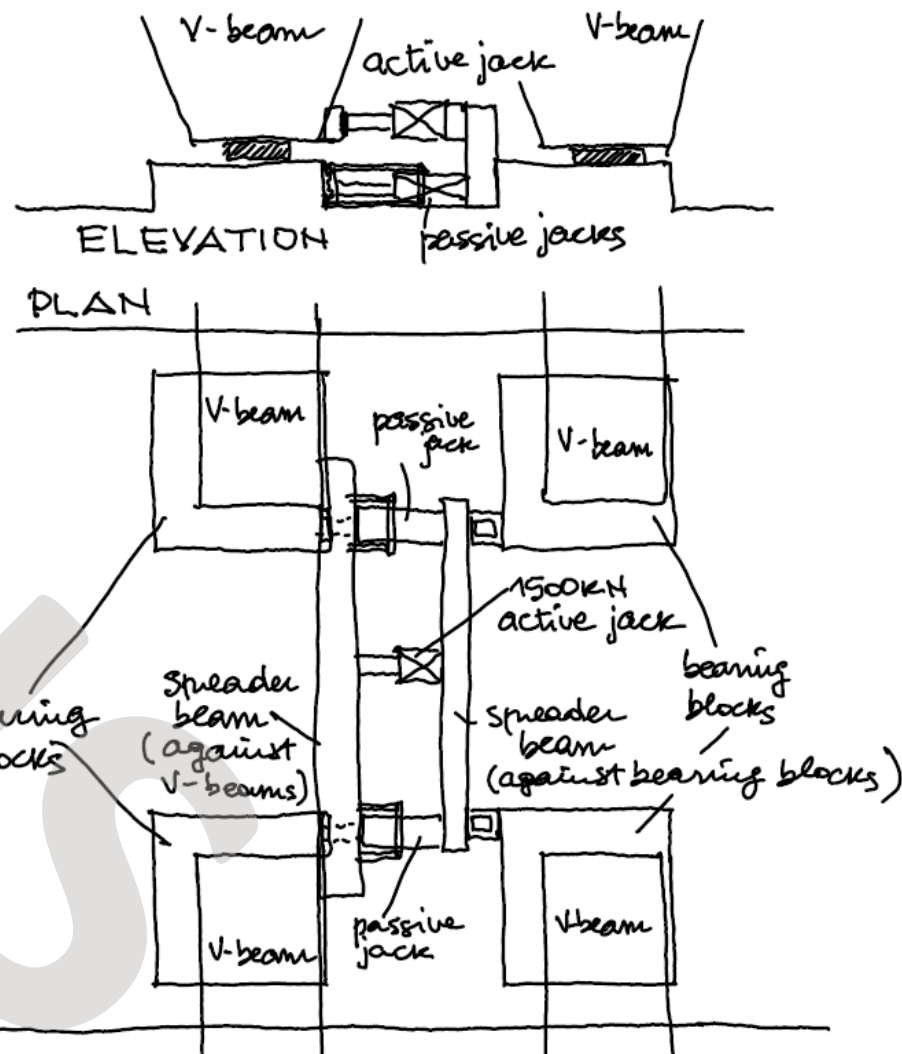 V-beam
V-beam
active jack
ELEVATION
passive jacks
PLAN
V-beam
passive
jack
V-beam
1500KN
active jack
bearing
blocks
spreader
beam
(against
V-beams)
spreader
beam
(against bearing blocks)
V-beam
passive
jack
V-beam